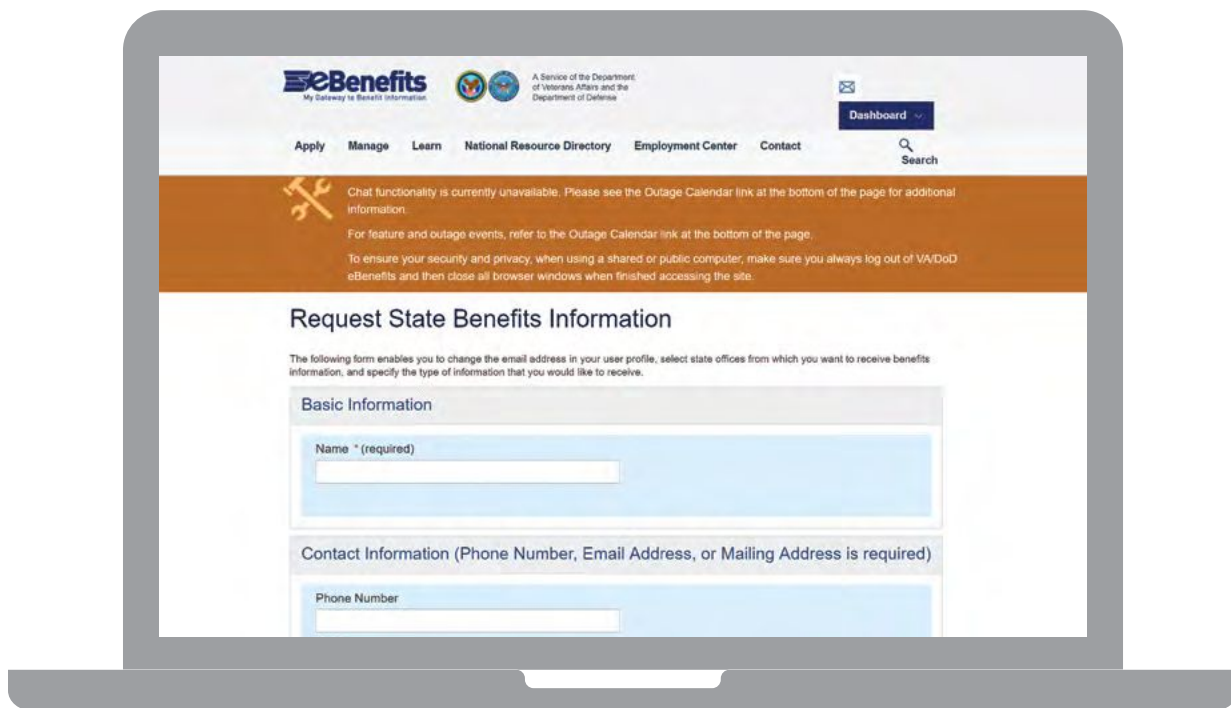 eBenefits
My Gateway to Benefit Information
A Service of the Department
of Veterans Affairs and the
Department of Defense
Dashboard
Apply Manage Learn National Resource Directory Employment Center Contact
Search
Chat functionality is currently unavailable. Please see the Outage Calendar link at the bottom of the page for additional
information.
For feature and outage events, refer to the Outage Calendar link at the bottom of the page.
To ensure your security and privacy, when using a shared or public computer, make sure you always log out of VA/DoD
eBenefits and then close all browser windows when finished accessing the site.
Request State Benefits Information
The following form enables you to change the email address in your user profile, select state offices from which you want to receive benefits
information, and specify the type of information that you would like to receive.
Basic Information
Name * (required)
Contact Information (Phone Number, Email Address, or Mailing Address is required)
Phone Number